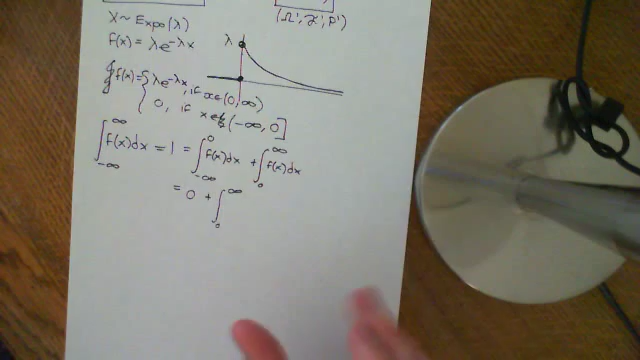 (Ω', 𝓕', P')
X ~ Expo(λ)
f(x) = λe^{-λx}
λ
f(x) = { λe^{-λx}, if x∈(0, ∞)
0, if x∈(-∞, 0]
∫_{-∞}^{∞} f(x)dx = 1 = ∫_{-∞}^{0} f(x)dx + ∫_{0}^{∞} f(x)dx
= 0 + ∫_{0}^{∞}